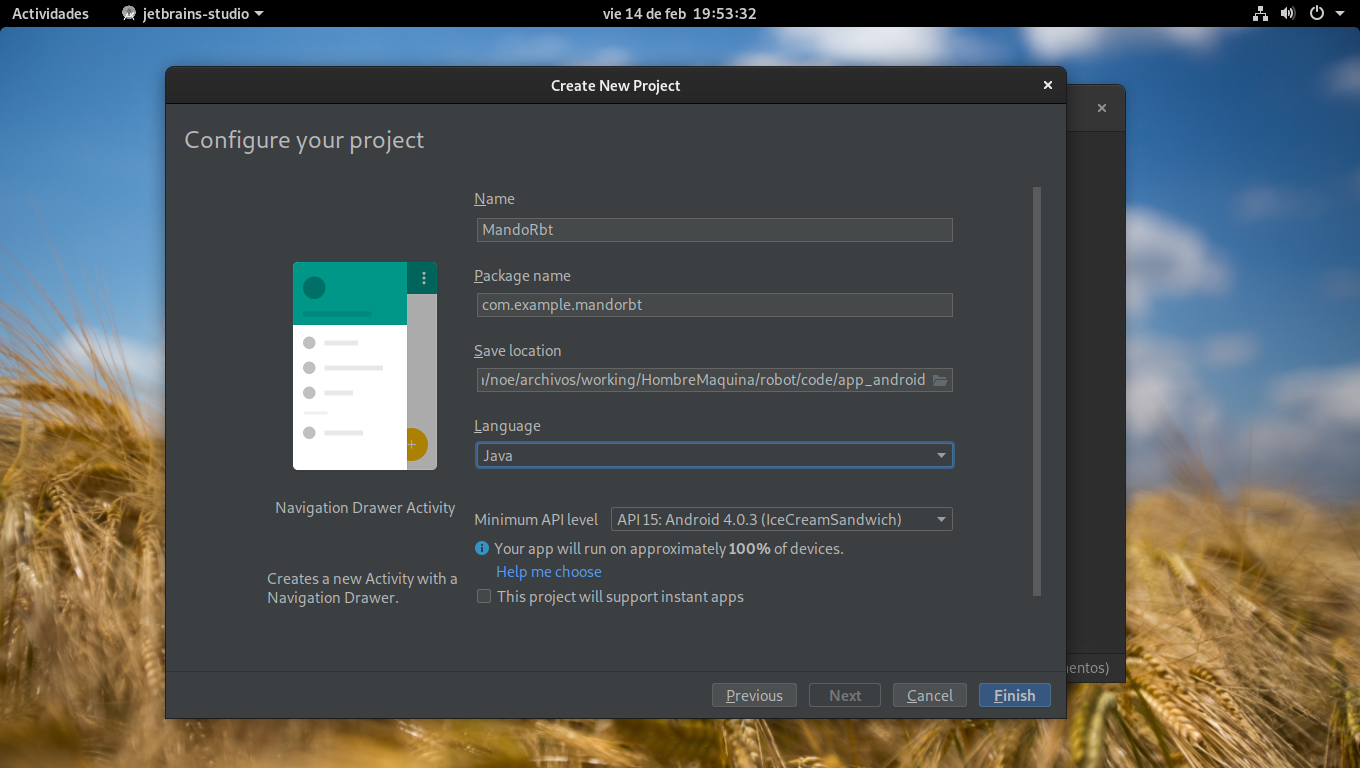 Actividades
jetbrains-studio
vie 14 de feb 19:53:32
Create New Project
Configure your project
Name
MandoRbt
Package name
com.example.mandorbt
Save location
/noe/archivos/working/HombreMaquina/robot/code/app_android
Language
Java
Navigation Drawer Activity
Minimum API level
API 15: Android 4.0.3 (IceCreamSandwich)
Your app will run on approximately 100% of devices.
Help me choose
Creates a new Activity with a
Navigation Drawer.
This project will support instant apps
Previous
Next
Cancel
Finish